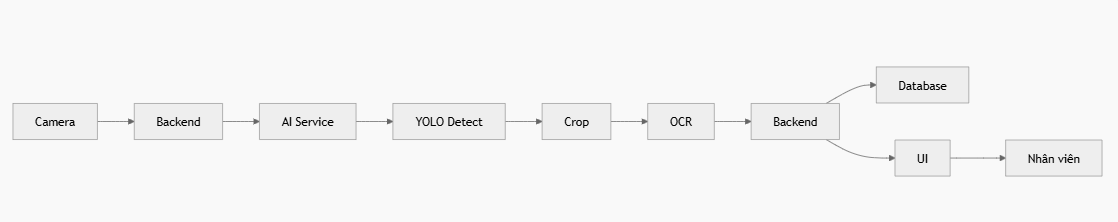 Camera
Backend
AI Service
YOLO Detect
Crop
OCR
Backend
Database
UI
Nhân viên